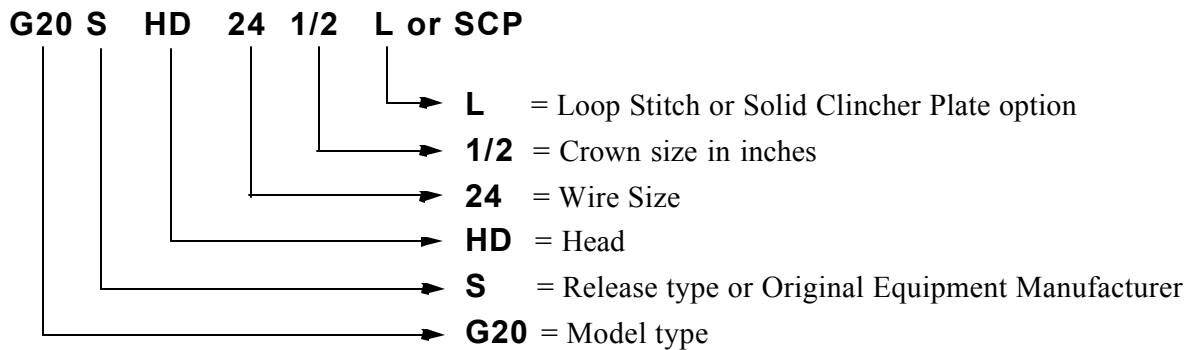 G20 S HD 24 1/2 L or SCP
L = Loop Stitch or Solid Clincher Plate option
1/2 = Crown size in inches
24 = Wire Size
HD = Head
S = Release type or Original Equipment Manufacturer
G20 = Model type